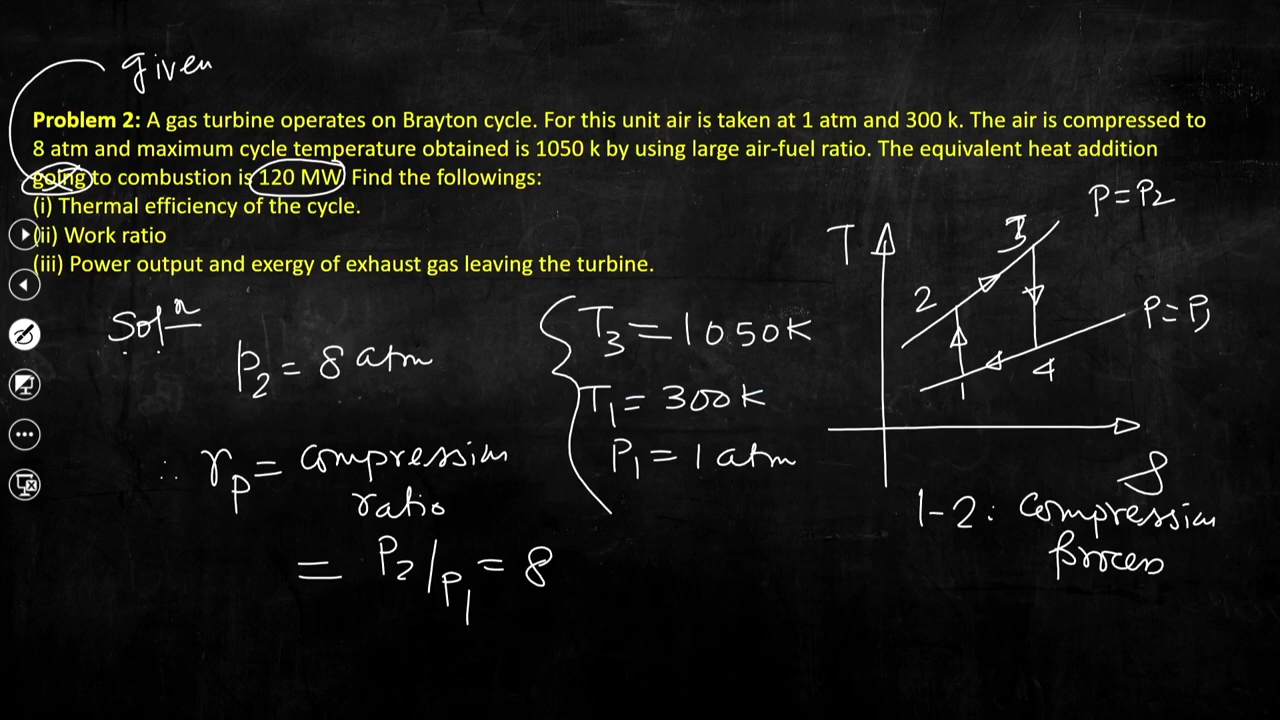 given
Problem 2: A gas turbine operates on Brayton cycle. For this unit air is taken at 1 atm and 300 k. The air is compressed to
8 atm and maximum cycle temperature obtained is 1050 k by using large air-fuel ratio. The equivalent heat addition
going to combustion is 120 MW. Find the followings:
(i) Thermal efficiency of the cycle.
(ii) Work ratio
(iii) Power output and exergy of exhaust gas leaving the turbine.
Solⁿ
P₂ = 8 atm
∴ r_p = compression
ratio
= P₂/P₁ = 8
T₃ = 1050K
T₁ = 300K
P₁ = 1 atm
T
P=P₂
3
2
P=P₁
4
1
S
1-2: compression
process